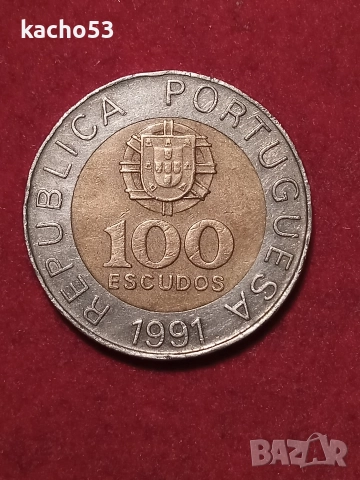 kacho53
REPUBLICA PORTUGUESA
100
ESCUDOS
1991
BAZAR